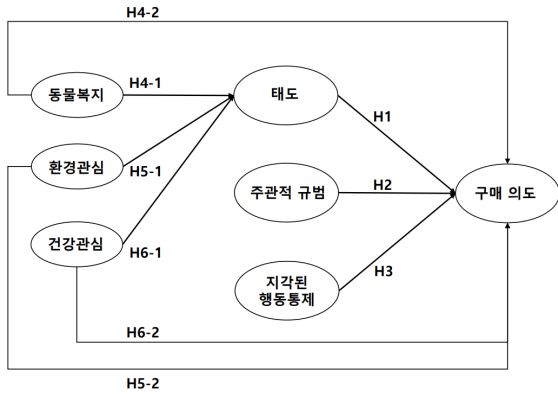 H4-2
동물복지
H4-1
태도
H1
환경관심
H5-1
주관적 규범
H2
구매 의도
건강관심
H6-1
지각된
행동통제
H3
H6-2
H5-2